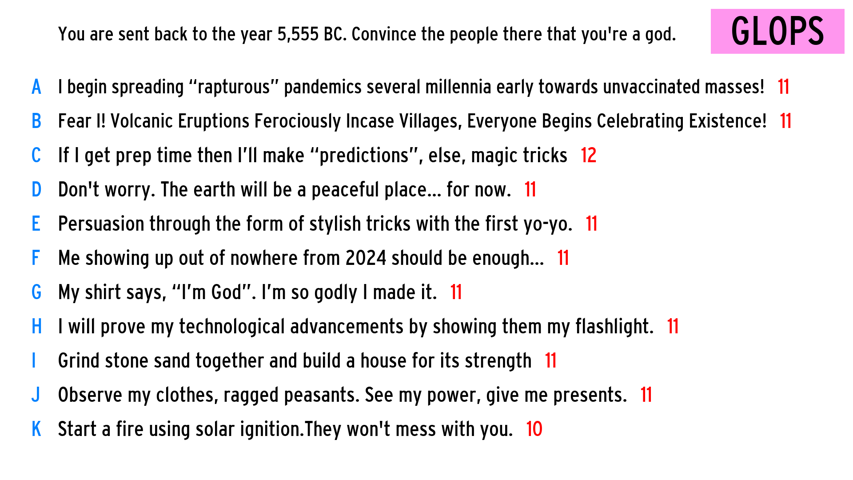 You are sent back to the year 5,555 BC. Convince the people there that you're a god.
GLOPS
A I begin spreading “rapturous” pandemics several millennia early towards unvaccinated masses! 11
B Fear I! Volcanic Eruptions Ferociously Incase Villages, Everyone Begins Celebrating Existence! 11
C If I get prep time then I’ll make “predictions”, else, magic tricks 12
D Don't worry. The earth will be a peaceful place... for now. 11
E Persuasion through the form of stylish tricks with the first yo-yo. 11
F Me showing up out of nowhere from 2024 should be enough... 11
G My shirt says, “I’m God”. I’m so godly I made it. 11
H I will prove my technological advancements by showing them my flashlight. 11
I Grind stone sand together and build a house for its strength 11
J Observe my clothes, ragged peasants. See my power, give me presents. 11
K Start a fire using solar ignition.They won't mess with you. 10